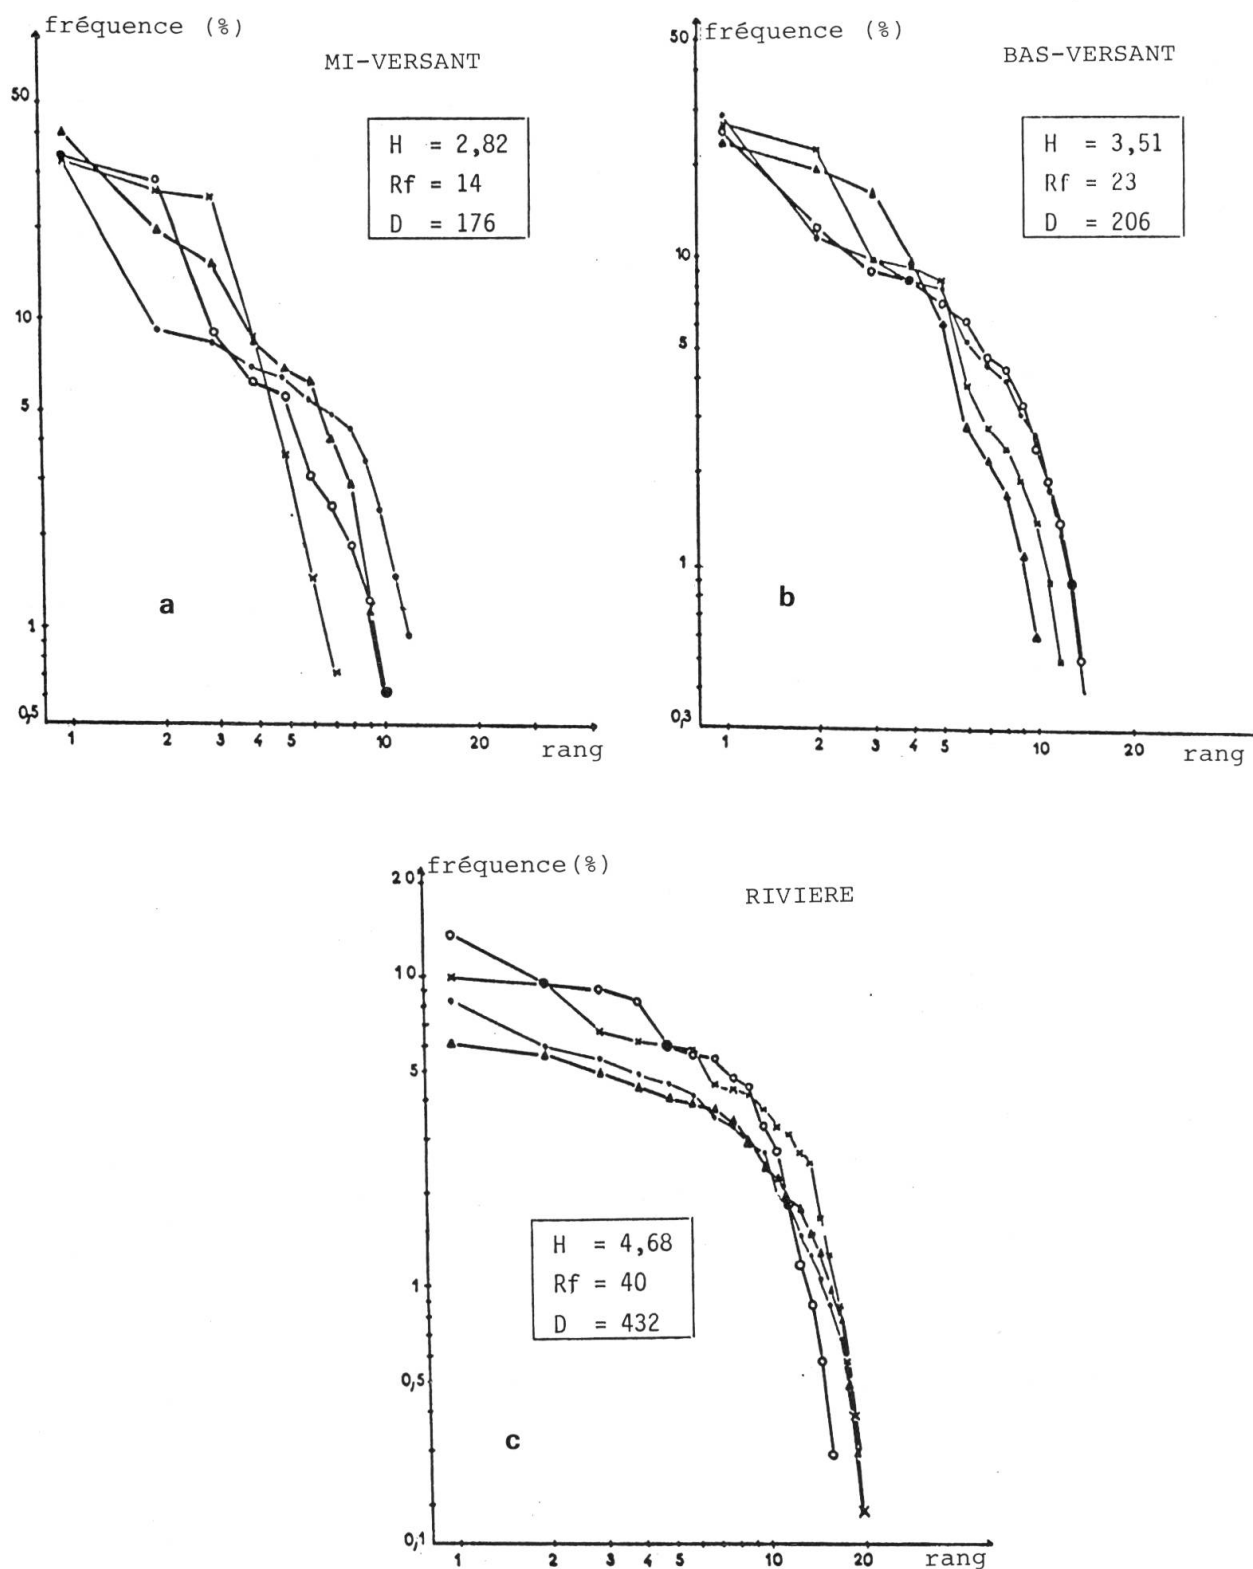 fréquence (%)
MI-VERSANT
50
10
5
1
0,5
H = 2,82
Rf = 14
D = 176
a
1 2 3 4 5 10 20
rang
fréquence (%)
BAS-VERSANT
50
10
5
1
0,3
H = 3,51
Rf = 23
D = 206
b
1 2 3 4 5 10 20
rang
fréquence (%)
RIVIERE
20
10
5
1
0,5
0,1
H = 4,68
Rf = 40
D = 432
c
1 2 3 4 5 10 20
rang